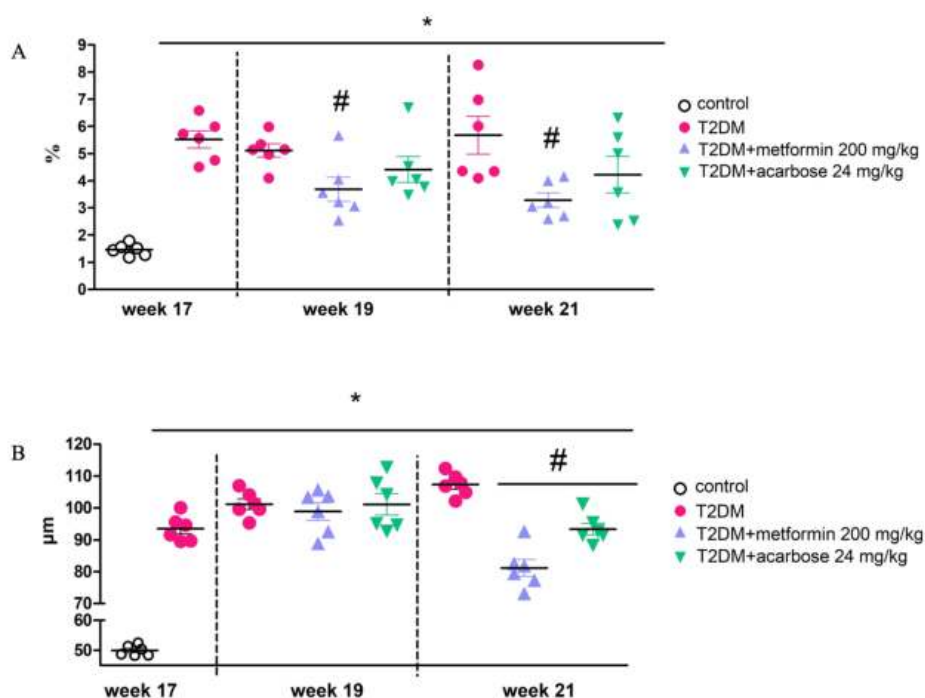 *
A
9
8
7
6
5
4
3
2
1
0
%
#
#
control
T2DM
T2DM+metformin 200 mg/kg
T2DM+acarbose 24 mg/kg
week 17
week 19
week 21
*
B
120
110
100
90
80
70
60
50
µm
#
control
T2DM
T2DM+metformin 200 mg/kg
T2DM+acarbose 24 mg/kg
week 17
week 19
week 21